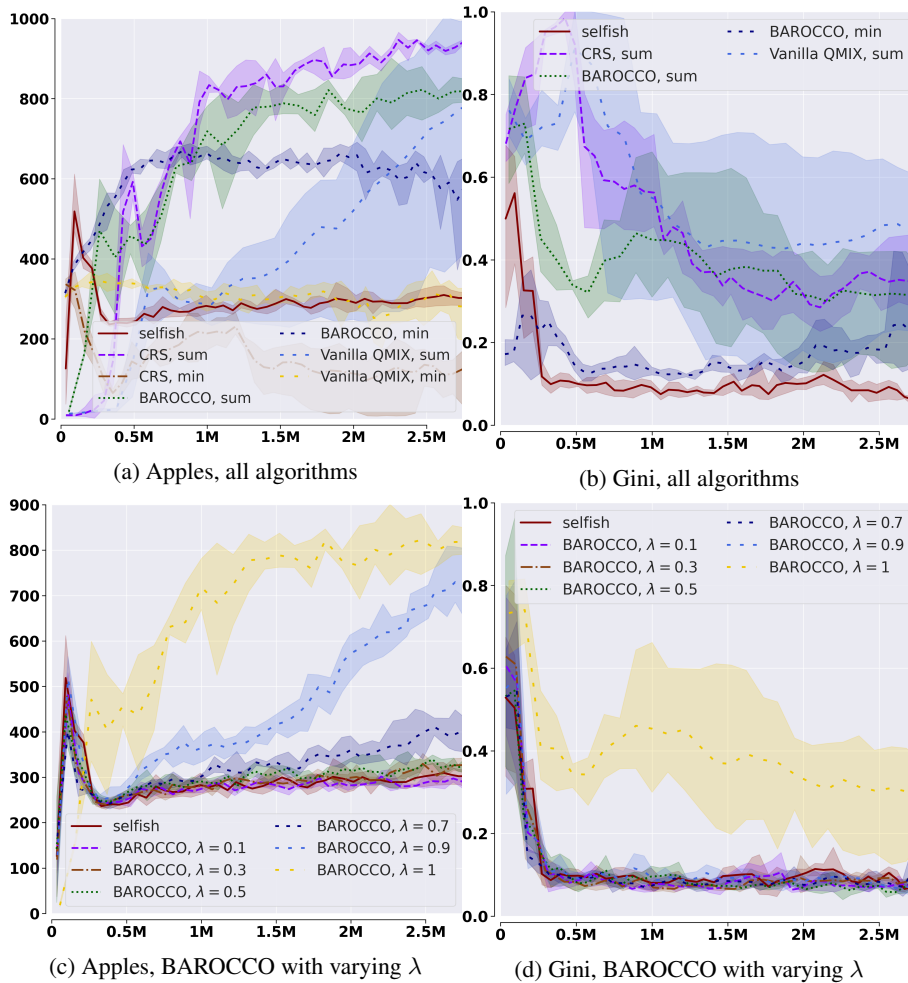 1000
800
600
400
200
0
selfish
CRS, sum
CRS, min
BAROCCO, sum
BAROCCO, min
Vanilla QMIX, sum
Vanilla QMIX, min
0 0.5M 1M 1.5M 2M 2.5M
(a) Apples, all algorithms
1.0
0.8
0.6
0.4
0.2
0.0
selfish
CRS, sum
BAROCCO, sum
BAROCCO, min
Vanilla QMIX, sum
0 0.5M 1M 1.5M 2M 2.5M
(b) Gini, all algorithms
900
800
700
600
500
400
300
200
100
0
selfish
BAROCCO, λ = 0.1
BAROCCO, λ = 0.3
BAROCCO, λ = 0.5
BAROCCO, λ = 0.7
BAROCCO, λ = 0.9
BAROCCO, λ = 1
0 0.5M 1M 1.5M 2M 2.5M
(c) Apples, BAROCCO with varying λ
1.0
0.8
0.6
0.4
0.2
0.0
selfish
BAROCCO, λ = 0.1
BAROCCO, λ = 0.3
BAROCCO, λ = 0.5
BAROCCO, λ = 0.7
BAROCCO, λ = 0.9
BAROCCO, λ = 1
0 0.5M 1M 1.5M 2M 2.5M
(d) Gini, BAROCCO with varying λ